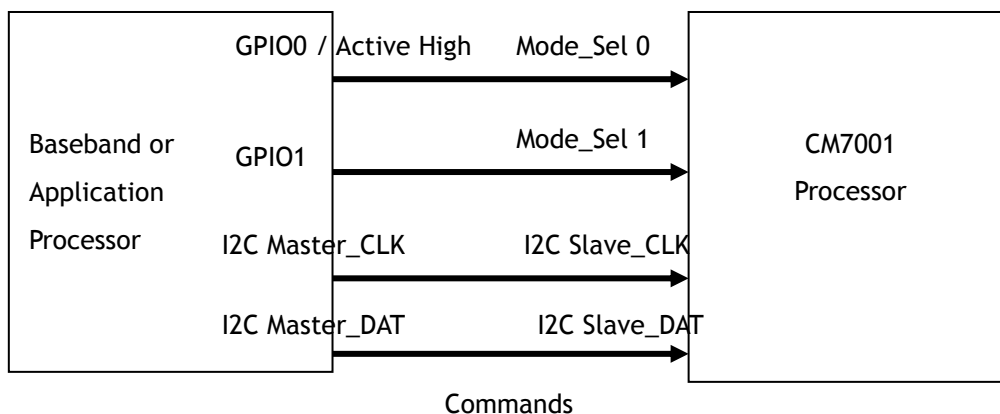 GPIO0 / Active High
Mode_Sel 0
Baseband or
Application
Processor
GPIO1
Mode_Sel 1
CM7001
Processor
I2C Master_CLK
I2C Slave_CLK
I2C Master_DAT
I2C Slave_DAT
Commands